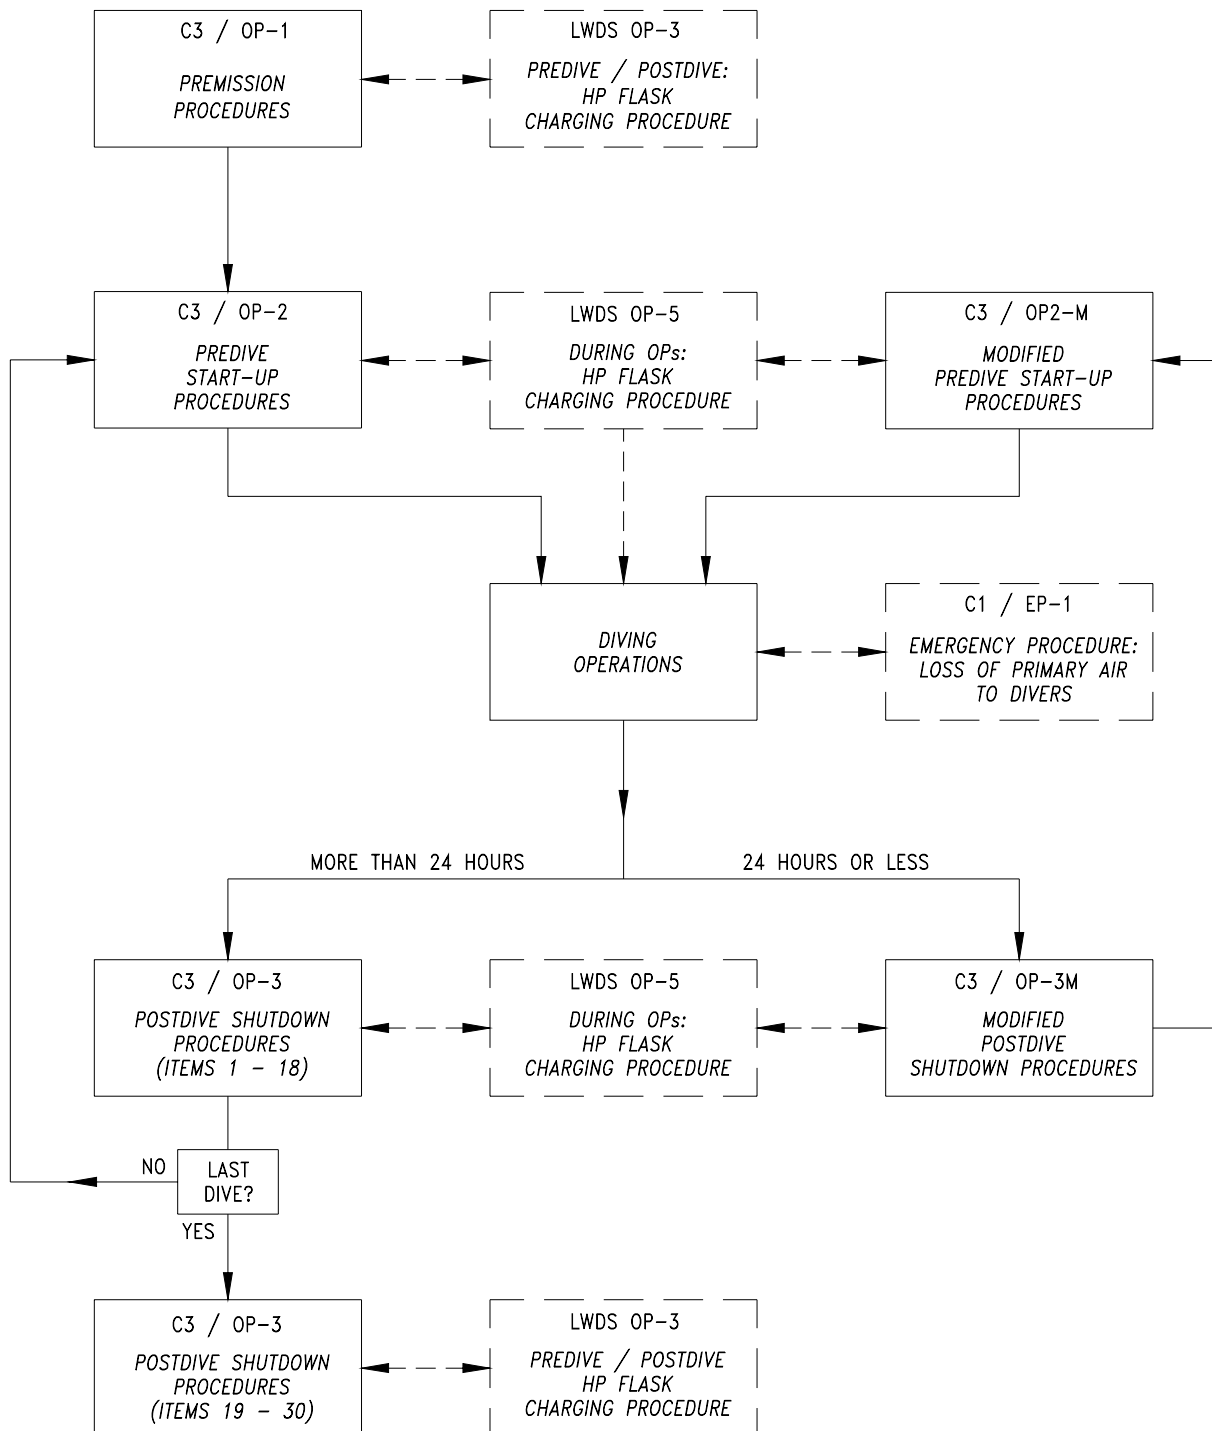 C3 / OP-1
PREMISSION
PROCEDURES
LWDS OP-3
PREDIVE / POSTDIVE:
HP FLASK
CHARGING PROCEDURE
C3 / OP-2
PREDIVE
START-UP
PROCEDURES
LWDS OP-5
DURING OPs:
HP FLASK
CHARGING PROCEDURE
C3 / OP2-M
MODIFIED
PREDIVE START-UP
PROCEDURES
DIVING
OPERATIONS
C1 / EP-1
EMERGENCY PROCEDURE:
LOSS OF PRIMARY AIR
TO DIVERS
MORE THAN 24 HOURS
24 HOURS OR LESS
C3 / OP-3
POSTDIVE SHUTDOWN
PROCEDURES
(ITEMS 1 - 18)
LWDS OP-5
DURING OPs:
HP FLASK
CHARGING PROCEDURE
C3 / OP-3M
MODIFIED
POSTDIVE
SHUTDOWN PROCEDURES
NO
LAST
DIVE?
YES
C3 / OP-3
POSTDIVE SHUTDOWN
PROCEDURES
(ITEMS 19 - 30)
LWDS OP-3
PREDIVE / POSTDIVE
HP FLASK
CHARGING PROCEDURE